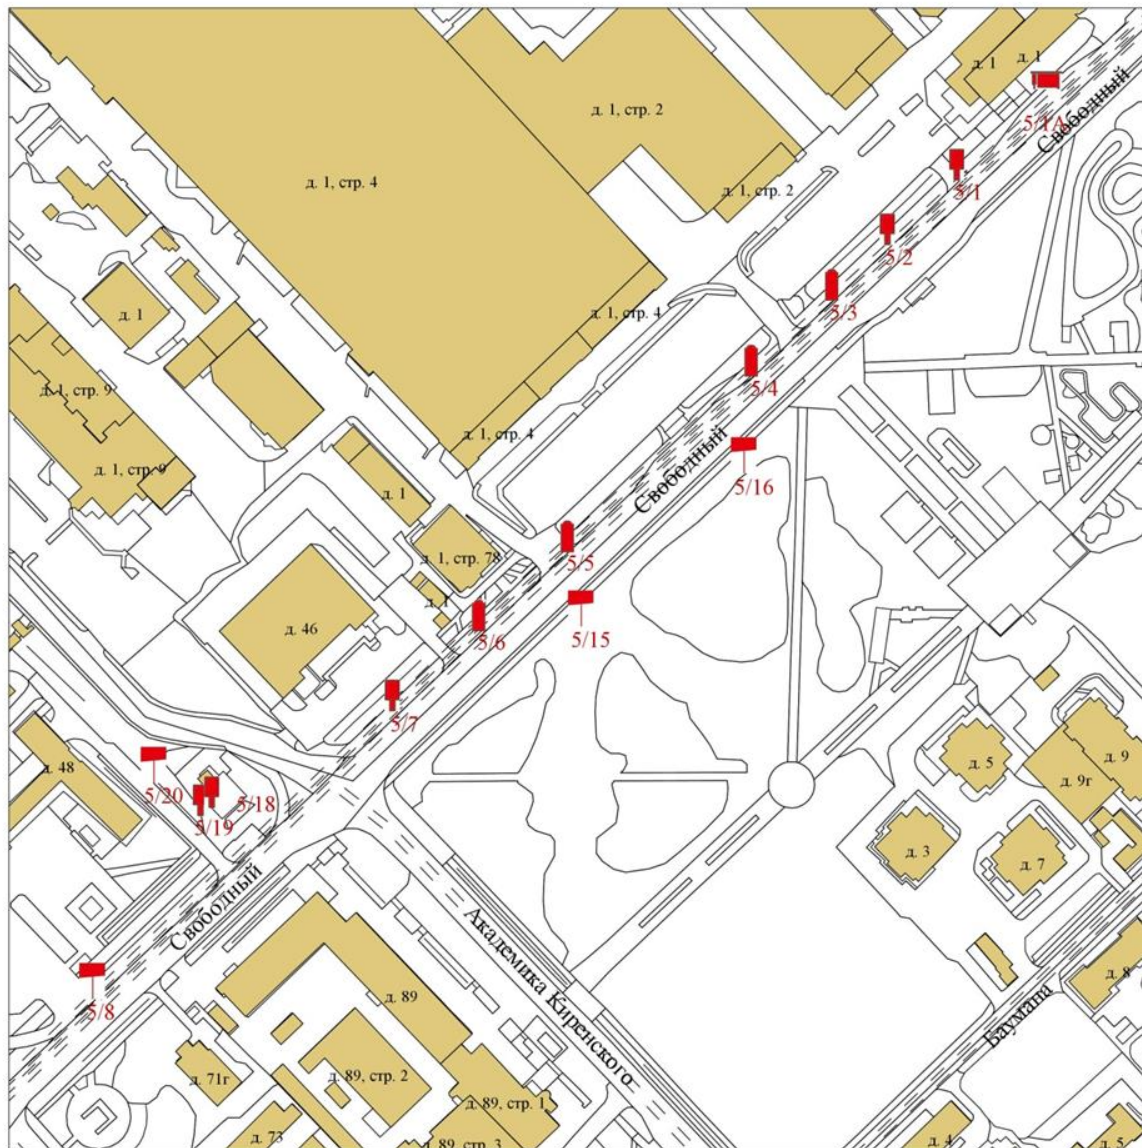 д. 1
д. 1
5/1А
Свободный
д. 1, стр. 2
5/1
д. 1, стр. 4
д. 1, стр. 2
5/2
5/3
д. 1
д. 1, стр. 4
д. 1, стр. 9
5/4
д. 1, стр. 4
Свободный
д. 1, стр. 9
5/16
д. 1
д. 1, стр. 78
5/5
д. 1
5/15
д. 46
5/6
5/7
д. 48
д. 5
д. 9
д. 9г
5/20
5/18
5/19
д. 3
д. 7
Свободный
Академика Киренского
д. 89
д. 8
5/8
Баумана
д. 71г
д. 89, стр. 2
д. 89, стр. 1
д. 73
д. 89, стр. 3
д. 4
д. 5